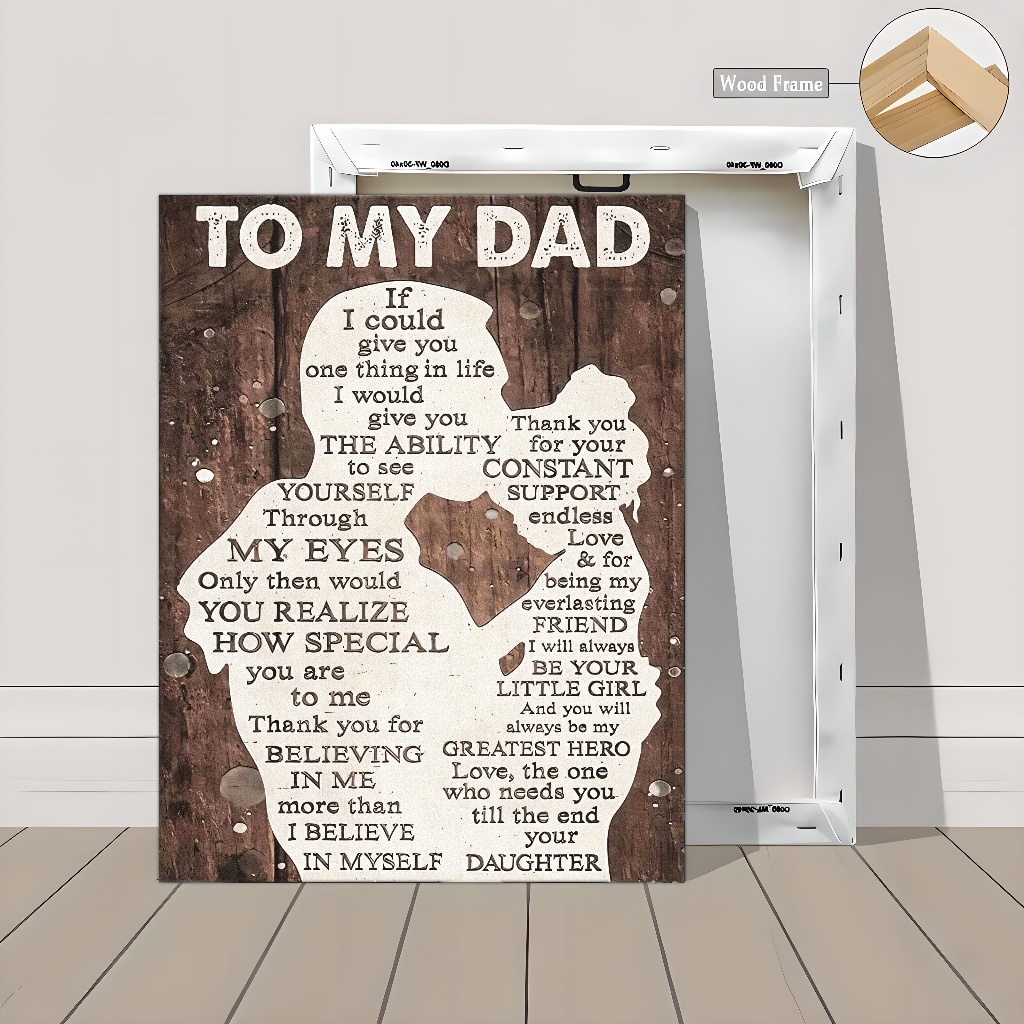 Wood Frame
TO MY DAD
If
I could
give you
one thing in life
I would
give you
THE ABILITY
to see
YOURSELF
Through
MY EYES
Only then would
YOU REALIZE
HOW SPECIAL
you are
to me
Thank you for
BELIEVING
IN ME
more than
I BELIEVE
IN MYSELF
Thank you
for your
CONSTANT
SUPPORT
endless
Love
& for
being my
everlasting
FRIEND
I will always
BE YOUR
LITTLE GIRL
And you will
always be my
GREATEST HERO
Love, the one
who needs you
till the end
your
DAUGHTER